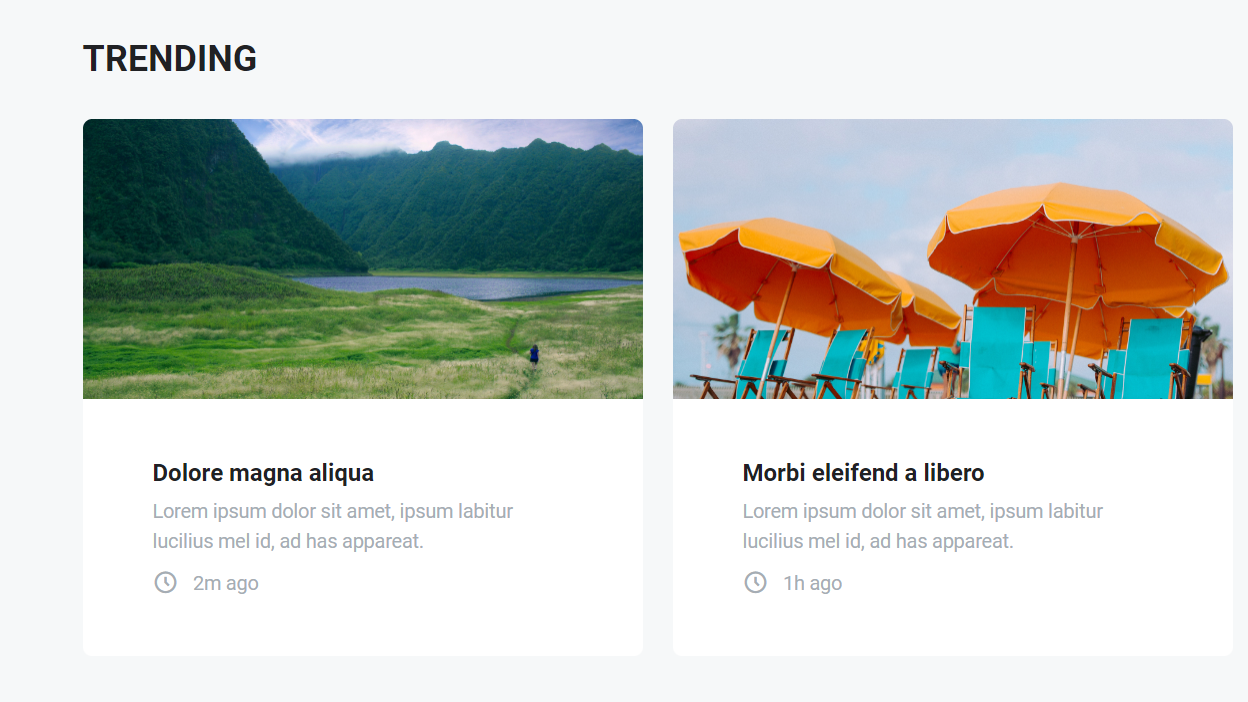 TRENDING
Dolore magna aliqua
Lorem ipsum dolor sit amet, ipsum labitur
lucilius mel id, ad has appareat.
2m ago
Morbi eleifend a libero
Lorem ipsum dolor sit amet, ipsum labitur
lucilius mel id, ad has appareat.
1h ago